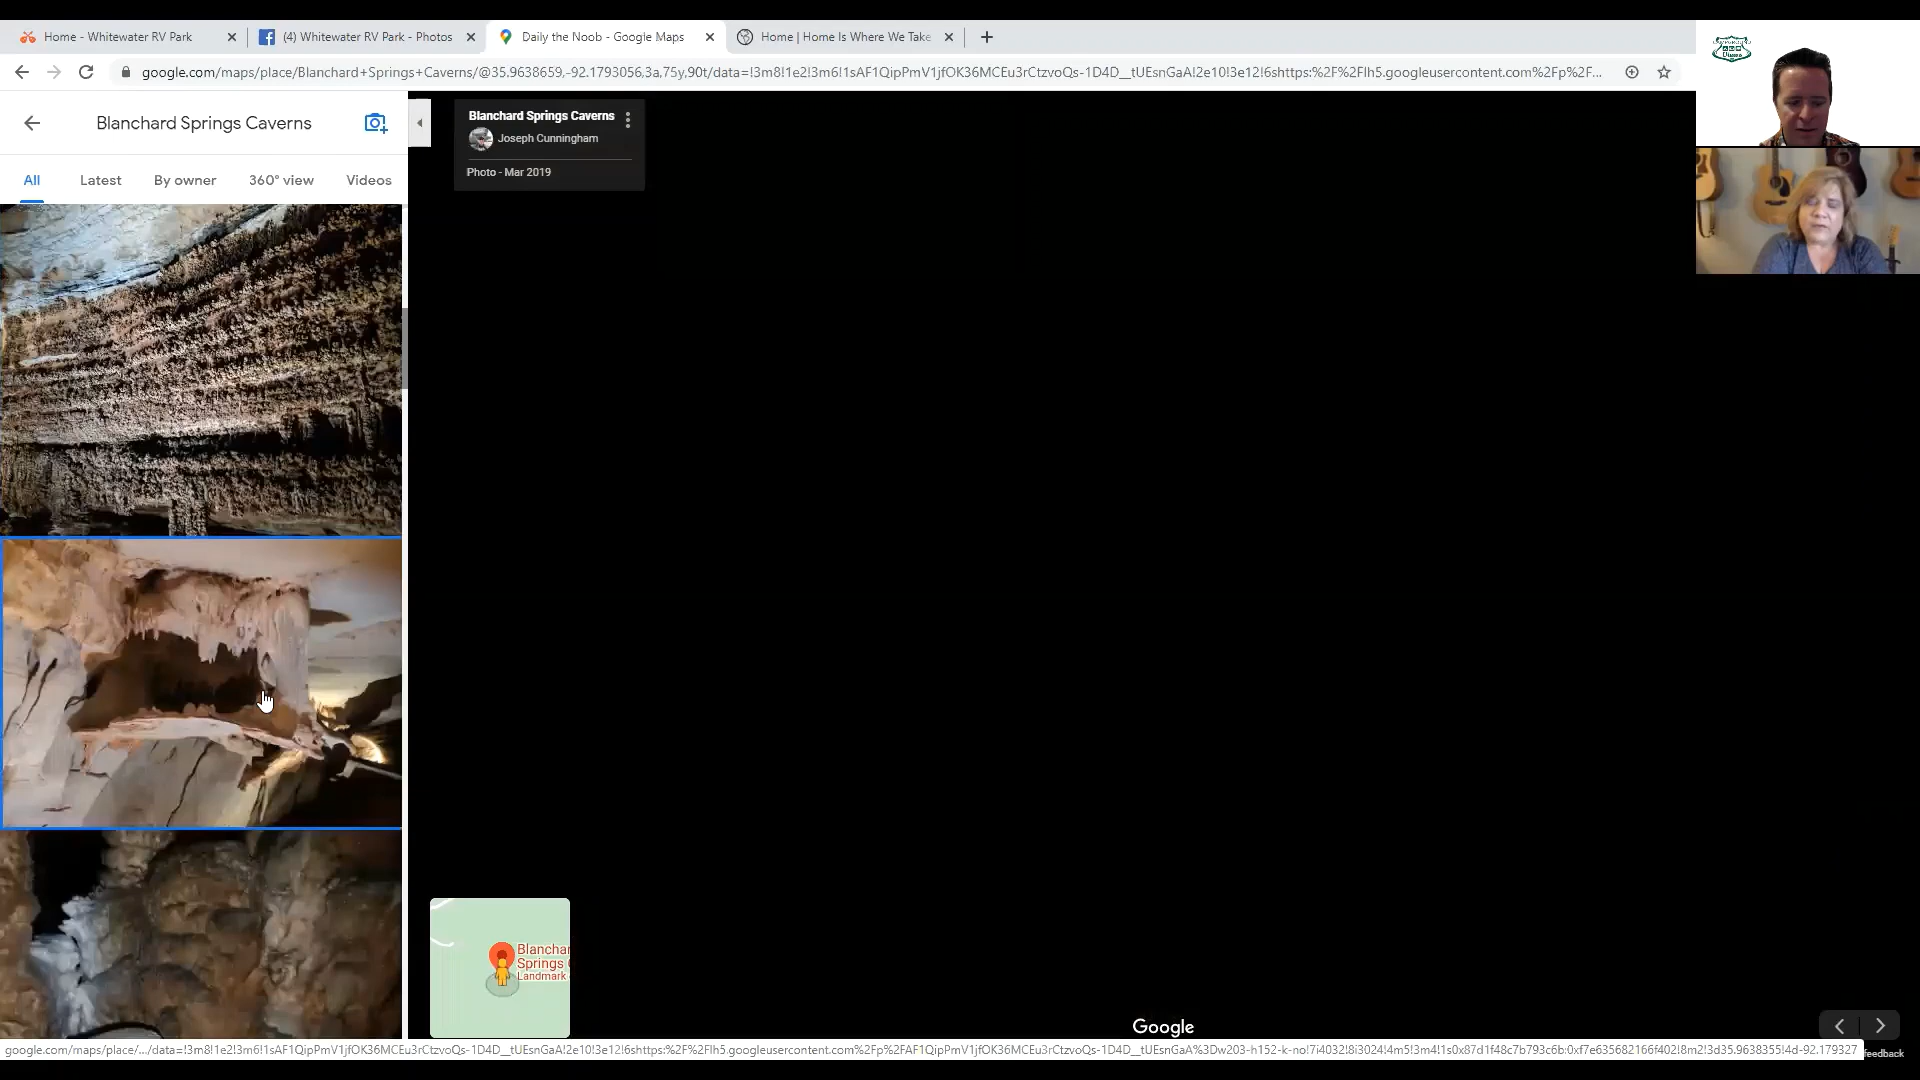 Home - Whitewater RV Park
(4) Whitewater RV Park - Photos
Daily the Noob - Google Maps
Home | Home Is Where We Take
google.com/maps/place/Blanchard+Springs+Caverns/@35.9638659,-92.1793056,3a,75y,90t/data=!3m8!1e2!3m6!1sAF1QipPmV1jfOK36MCEu3rCtzvoQs-1D4D__tUEsnGaA!2e10!3e12!6shttps:%2F%2Flh5.googleusercontent.com%2Fp%2F...
Blanchard Springs Caverns
All
Latest
By owner
360° view
Videos
Blanchard Springs Caverns
Joseph Cunningham
Photo - Mar 2019
Blanchar
Springs
Landmark
Google
google.com/maps/place/.../data=!3m8!1e2!3m6!1sAF1QipPmV1jfOK36MCEu3rCtzvoQs-1D4D__tUEsnGaA!2e10!3e12!6shttps:%2F%2Flh5.googleusercontent.com%2Fp%2FAF1QipPmV1jfOK36MCEu3rCtzvoQs-1D4D__tUEsnGaA%3Dw203-h152-k-no!7i4032!8i3024!4m5!3m4!1s0x87d1f48c7b793c6b:0xf7e635682166f402!8m2!3d35.9638355!4d-92.179327
feedback